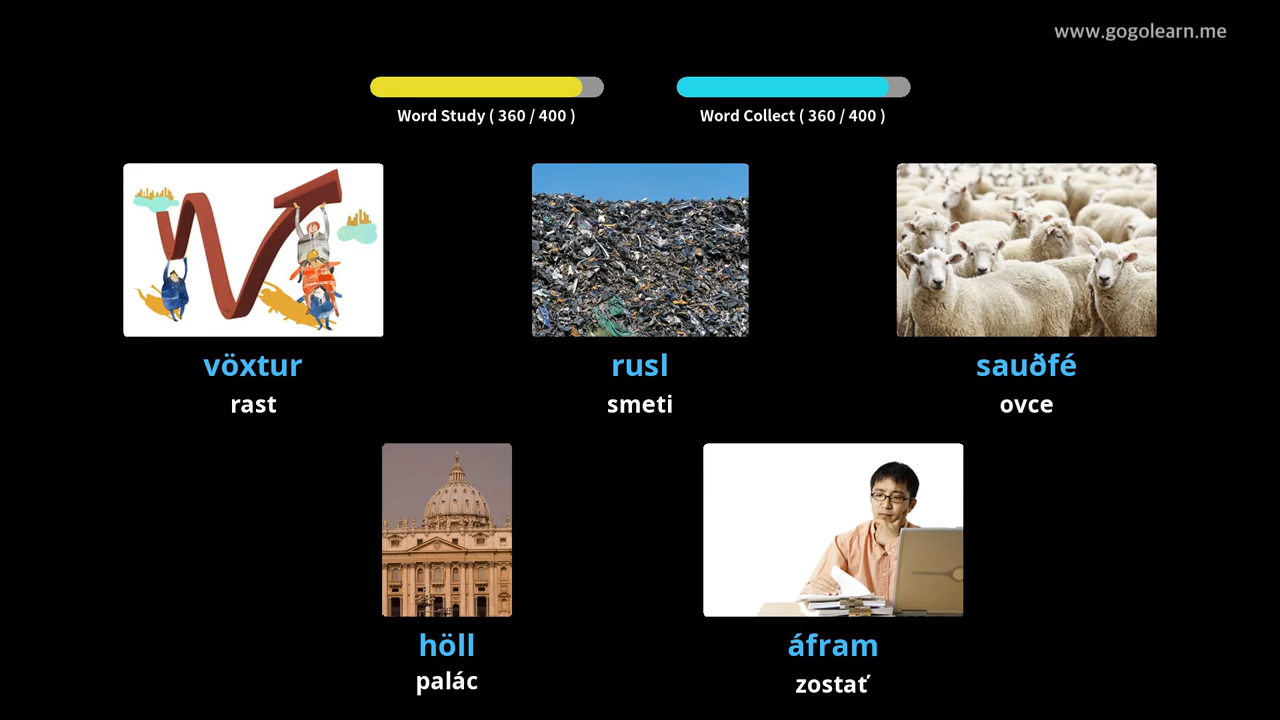 www.gogolearn.me
Word Study ( 360 / 400 )
Word Collect ( 360 / 400 )
vöxtur
rast
rusl
smeti
sauðfé
ovce
höll
palác
áfram
zostať